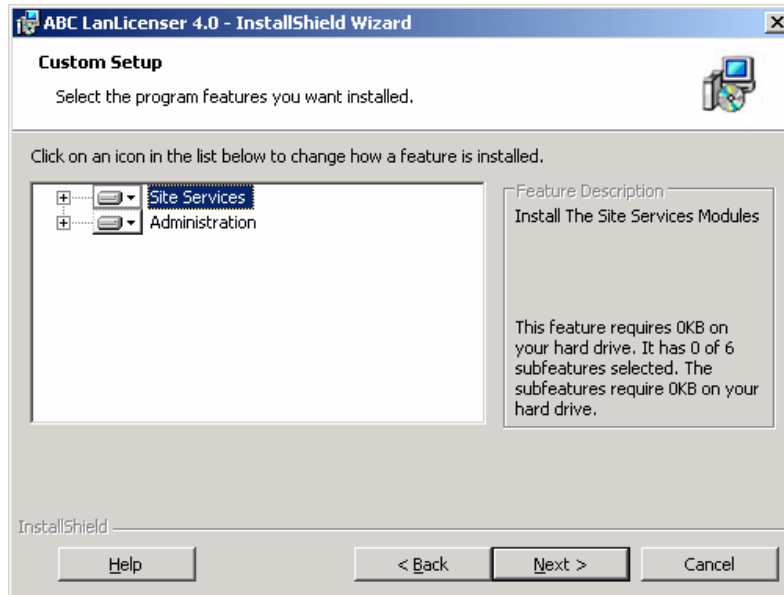 ABC LanLicenser 4.0 - InstallShield Wizard
Custom Setup
Select the program features you want installed.
Click on an icon in the list below to change how a feature is installed.
Site Services
Administration
Feature Description
Install The Site Services Modules
This feature requires 0KB on
your hard drive. It has 0 of 6
subfeatures selected. The
subfeatures require 0KB on your
hard drive.
InstallShield
Help
< Back
Next >
Cancel